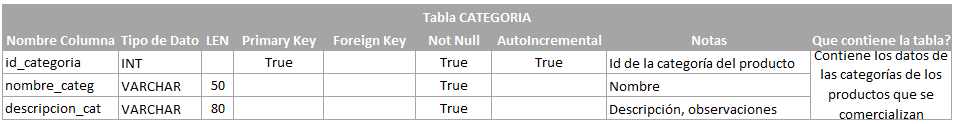 Tabla CATEGORIA
Nombre Columna Tipo de Dato LEN Primary Key Foreign Key Not Null AutoIncremental Notas Que contiene la tabla?
id_categoria INT True True True Id de la categoría del producto
nombre_categ VARCHAR 50 True Nombre
descripcion_cat VARCHAR 80 True Descripción, observaciones
Contiene los datos de
las categorías de los
productos que se
comercializan